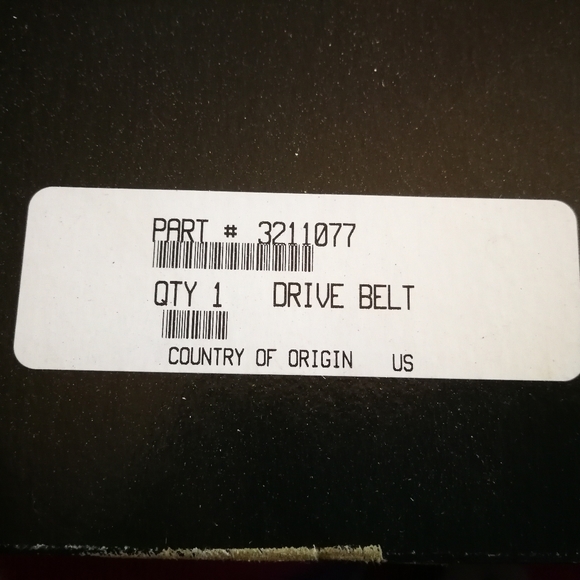 PART # 3211077
QTY 1 DRIVE BELT
COUNTRY OF ORIGIN US